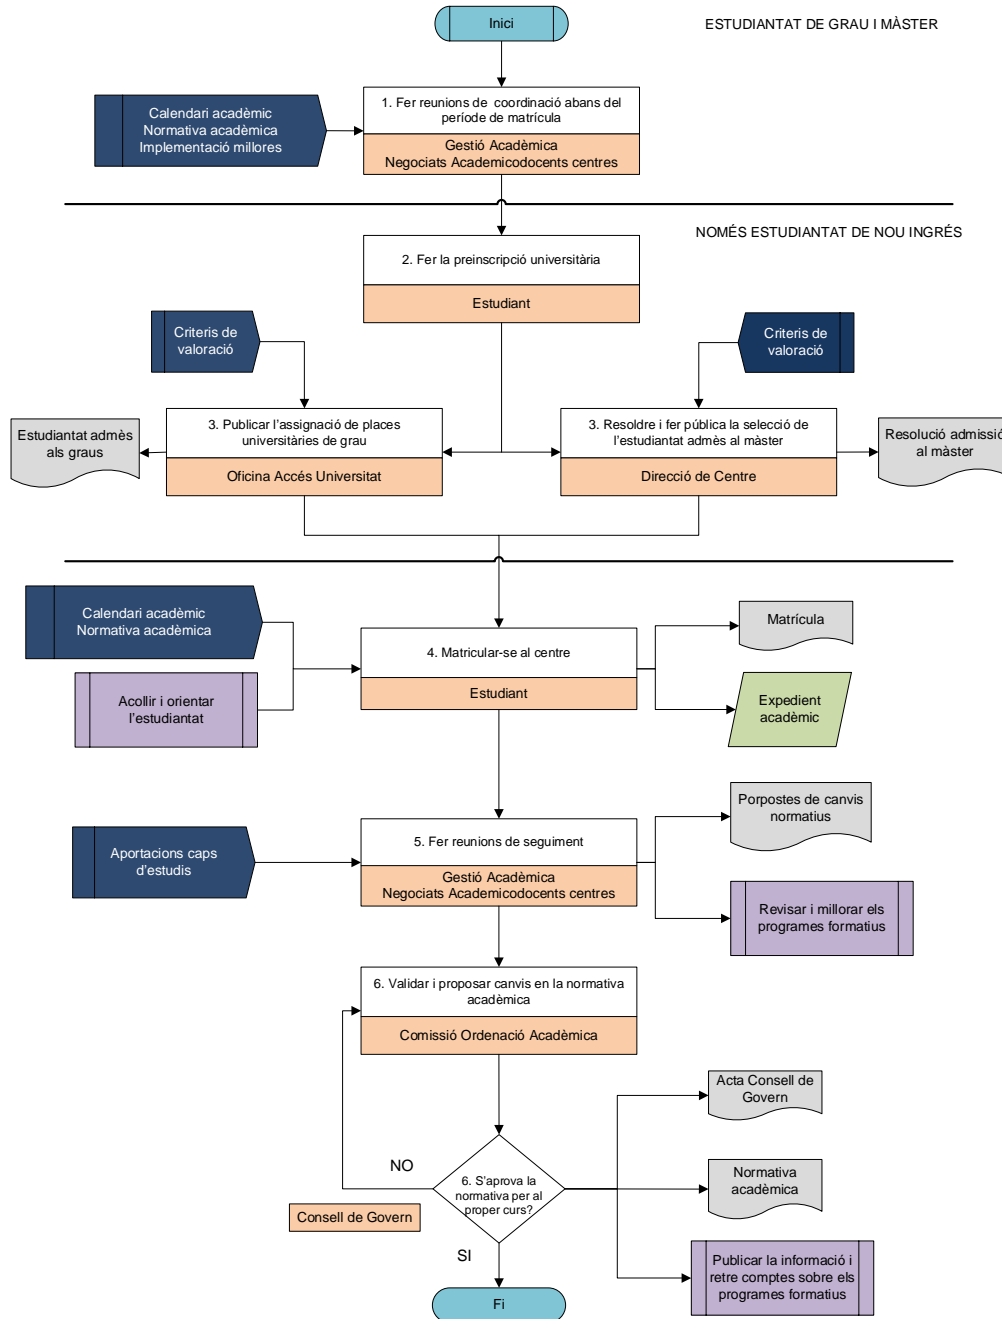 Inici
ESTUDIANTAT DE GRAU I MÀSTER
1. Fer reunions de coordinació abans del
període de matrícula
Calendari acadèmic
Normativa acadèmica
Implementació millores
Gestió Acadèmica
Negociats Academicodocents centres
NOMÉS ESTUDIANTAT DE NOU INGRÉS
2. Fer la preinscripció universitària
Estudiant
Criteris de
valoració
Criteris de
valoració
3. Publicar l'assignació de places
universitàries de grau
Oficina Accés Universitat
3. Resoldre i fer pública la selecció de
l'estudiantat admès al màster
Direcció de Centre
Estudiantat admès
als graus
Resolució admissió
al màster
Calendari acadèmic
Normativa acadèmica
Acollir i orientar
l'estudiantat
4. Matricular-se al centre
Estudiant
Matrícula
Expedient
acadèmic
Aportacions caps
d'estudis
5. Fer reunions de seguiment
Gestió Acadèmica
Negociats Academicodocents centres
Porpostes de canvis
normatius
Revisar i millorar els
programes formatius
6. Validar i proposar canvis en la normativa
acadèmica
Comissió Ordenació Acadèmica
Acta Consell de
Govern
NO
6. S'aprova la
normativa per al
proper curs?
Normativa
acadèmica
Consell de Govern
SI
Publicar la informació i
retre comptes sobre els
programes formatius
Fi